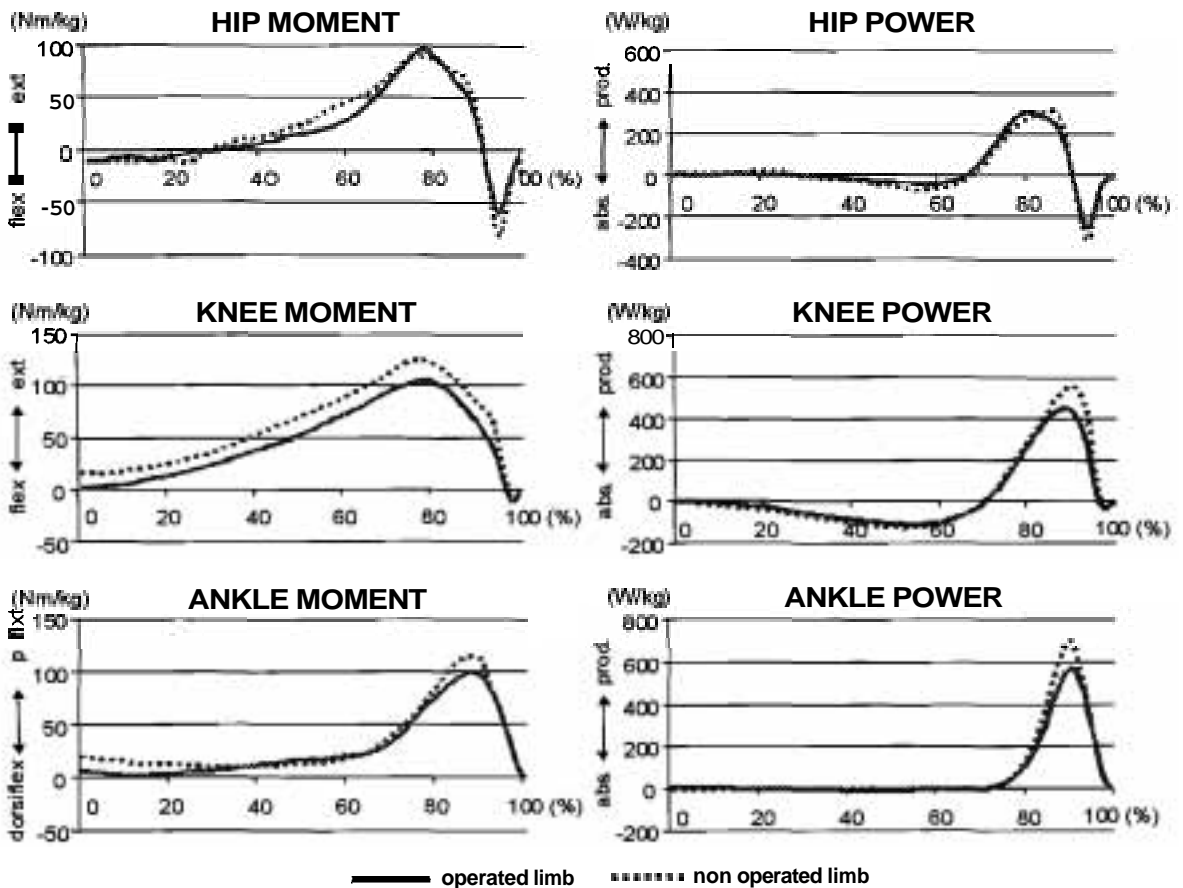 (Nm/kg) HIP MOMENT
ext
flex
100
50
0
-50
-100
0 20 40 60 80 00 (%)
(W/kg) HIP POWER
prod.
abs.
600
400
200
0
-200
-400
0 20 40 60 80 100 (%)
(Nm/kg) KNEE MOMENT
ext
flex
150
100
50
0
-50
0 20 40 60 80 100 (%)
(W/kg) KNEE POWER
prod
abs.
800
600
400
200
0
-200
0 20 40 60 80 100 (%)
(Nm/kg) ANKLE MOMENT
p flxt
dorsiflex
150
100
50
0
-50
0 20 40 60 80 100 (%)
(W/kg) ANKLE POWER
prod.
abs.
800
600
400
200
0
-200
0 20 40 60 80 100 (%)
operated limb non operated limb